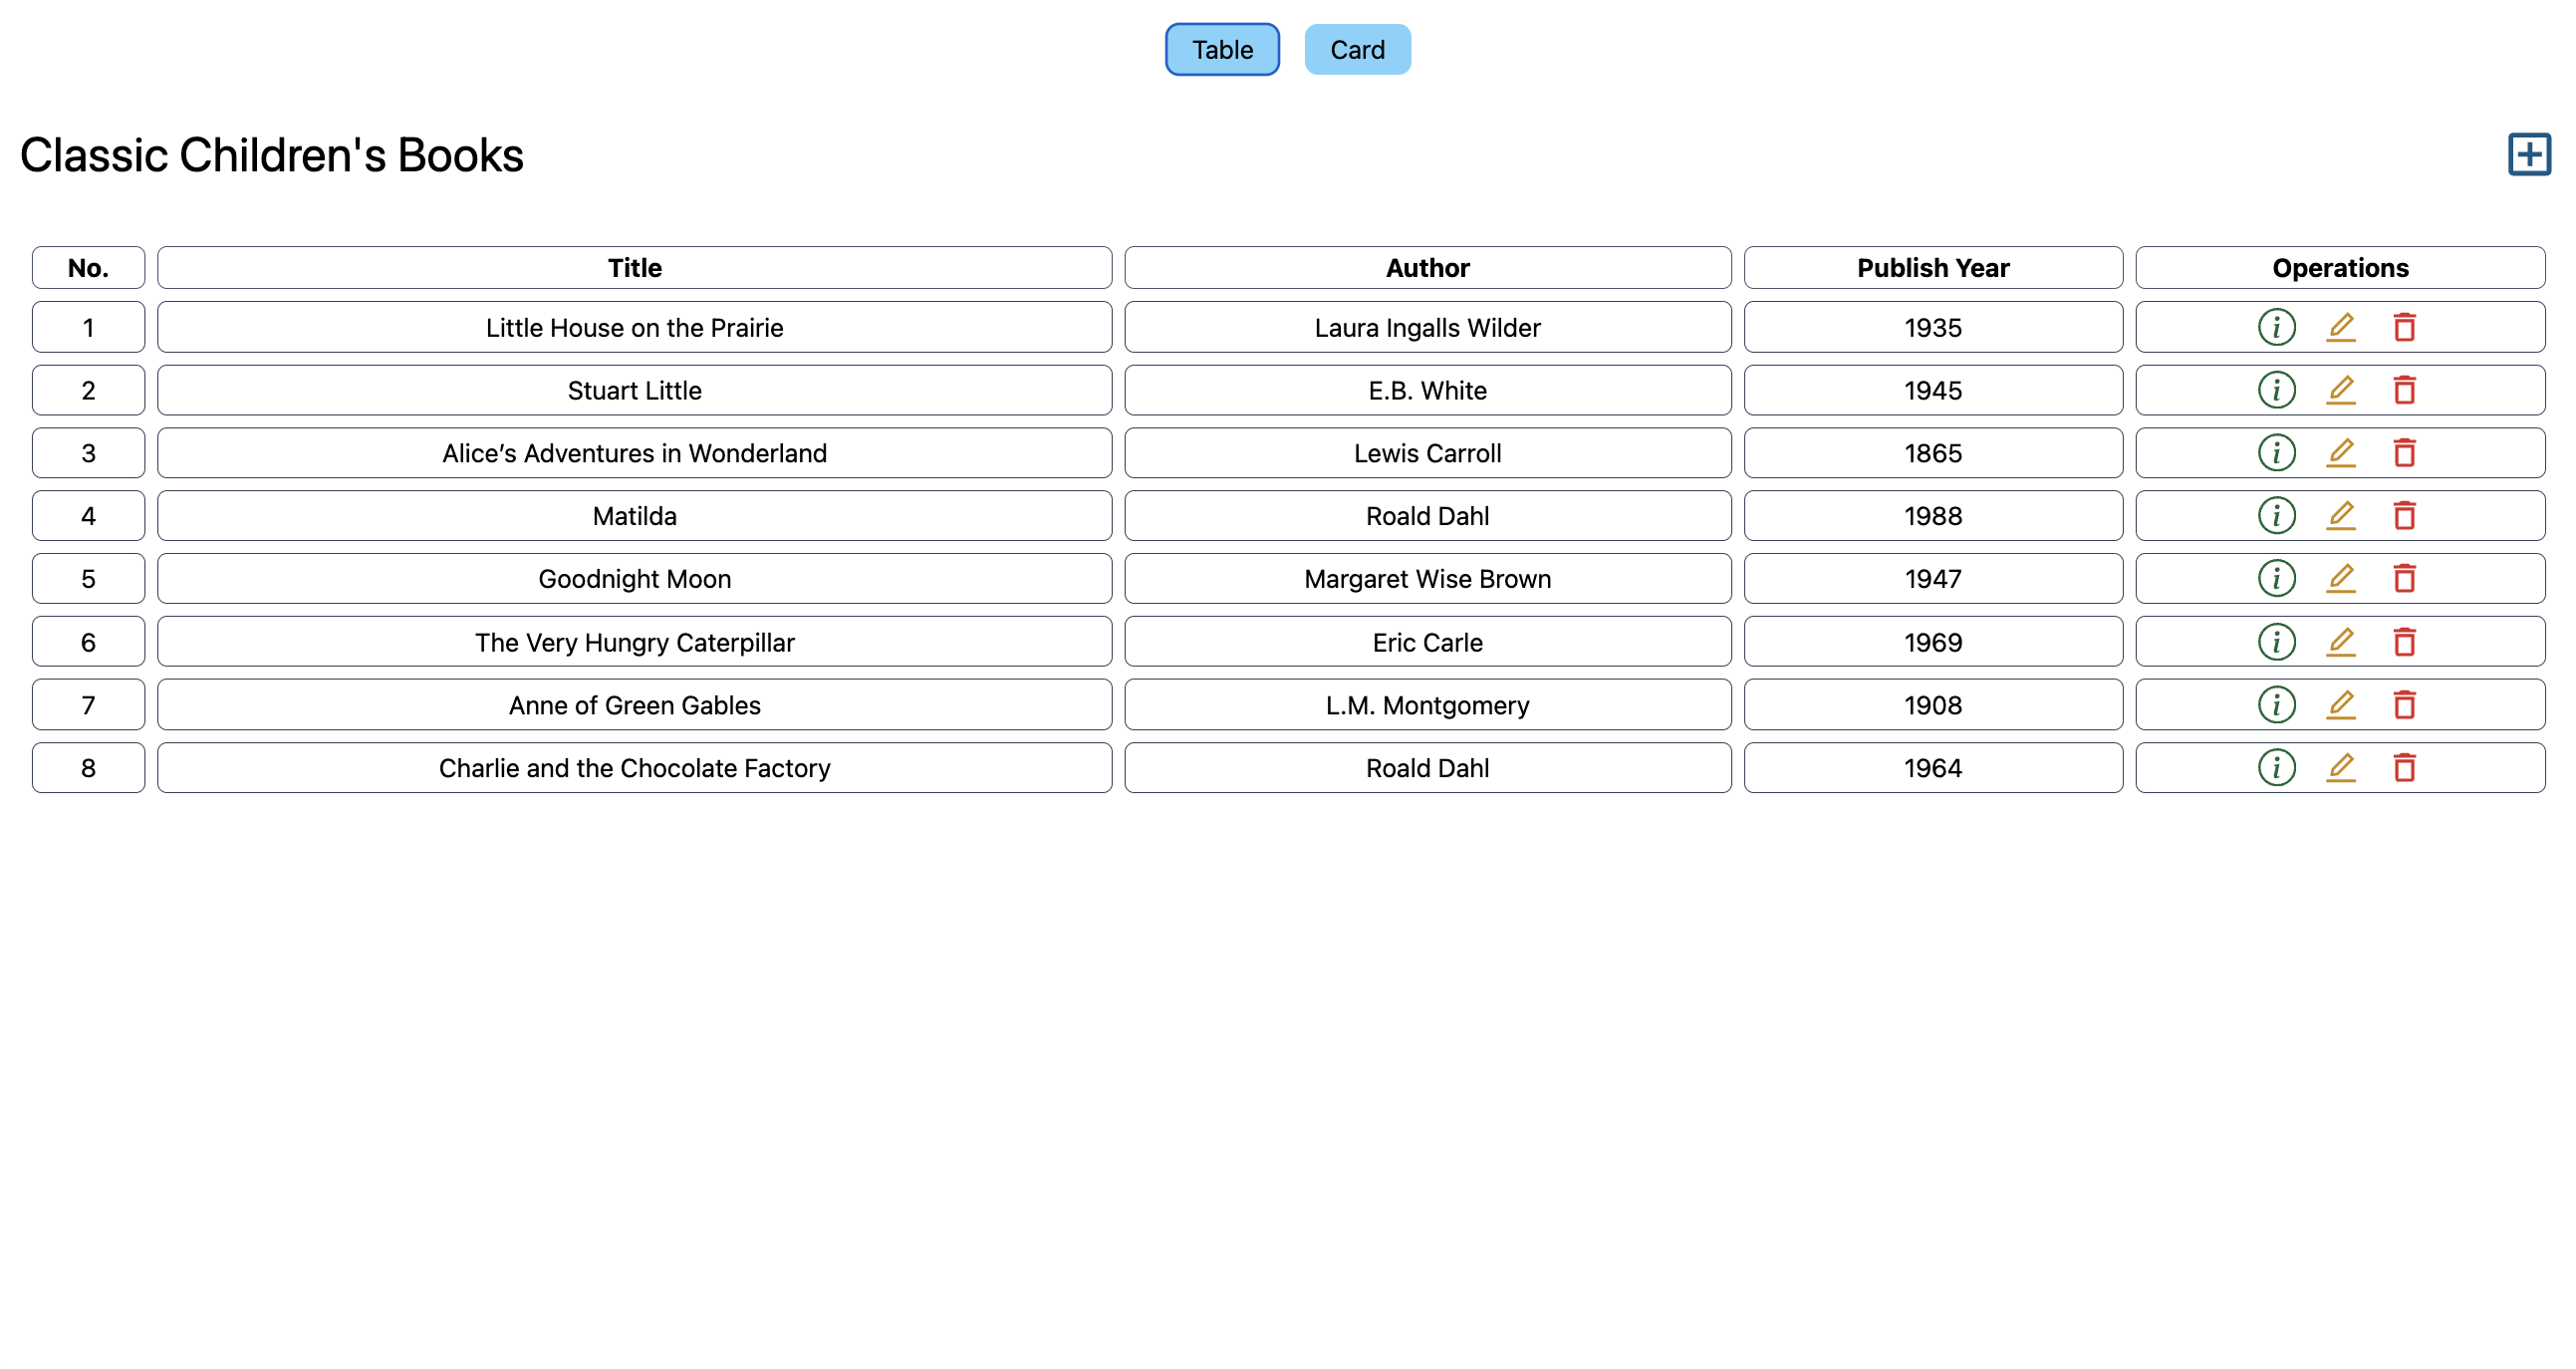 Table Card
Classic Children's Books
No. Title Author Publish Year Operations
1 Little House on the Prairie Laura Ingalls Wilder 1935
2 Stuart Little E.B. White 1945
3 Alice’s Adventures in Wonderland Lewis Carroll 1865
4 Matilda Roald Dahl 1988
5 Goodnight Moon Margaret Wise Brown 1947
6 The Very Hungry Caterpillar Eric Carle 1969
7 Anne of Green Gables L.M. Montgomery 1908
8 Charlie and the Chocolate Factory Roald Dahl 1964